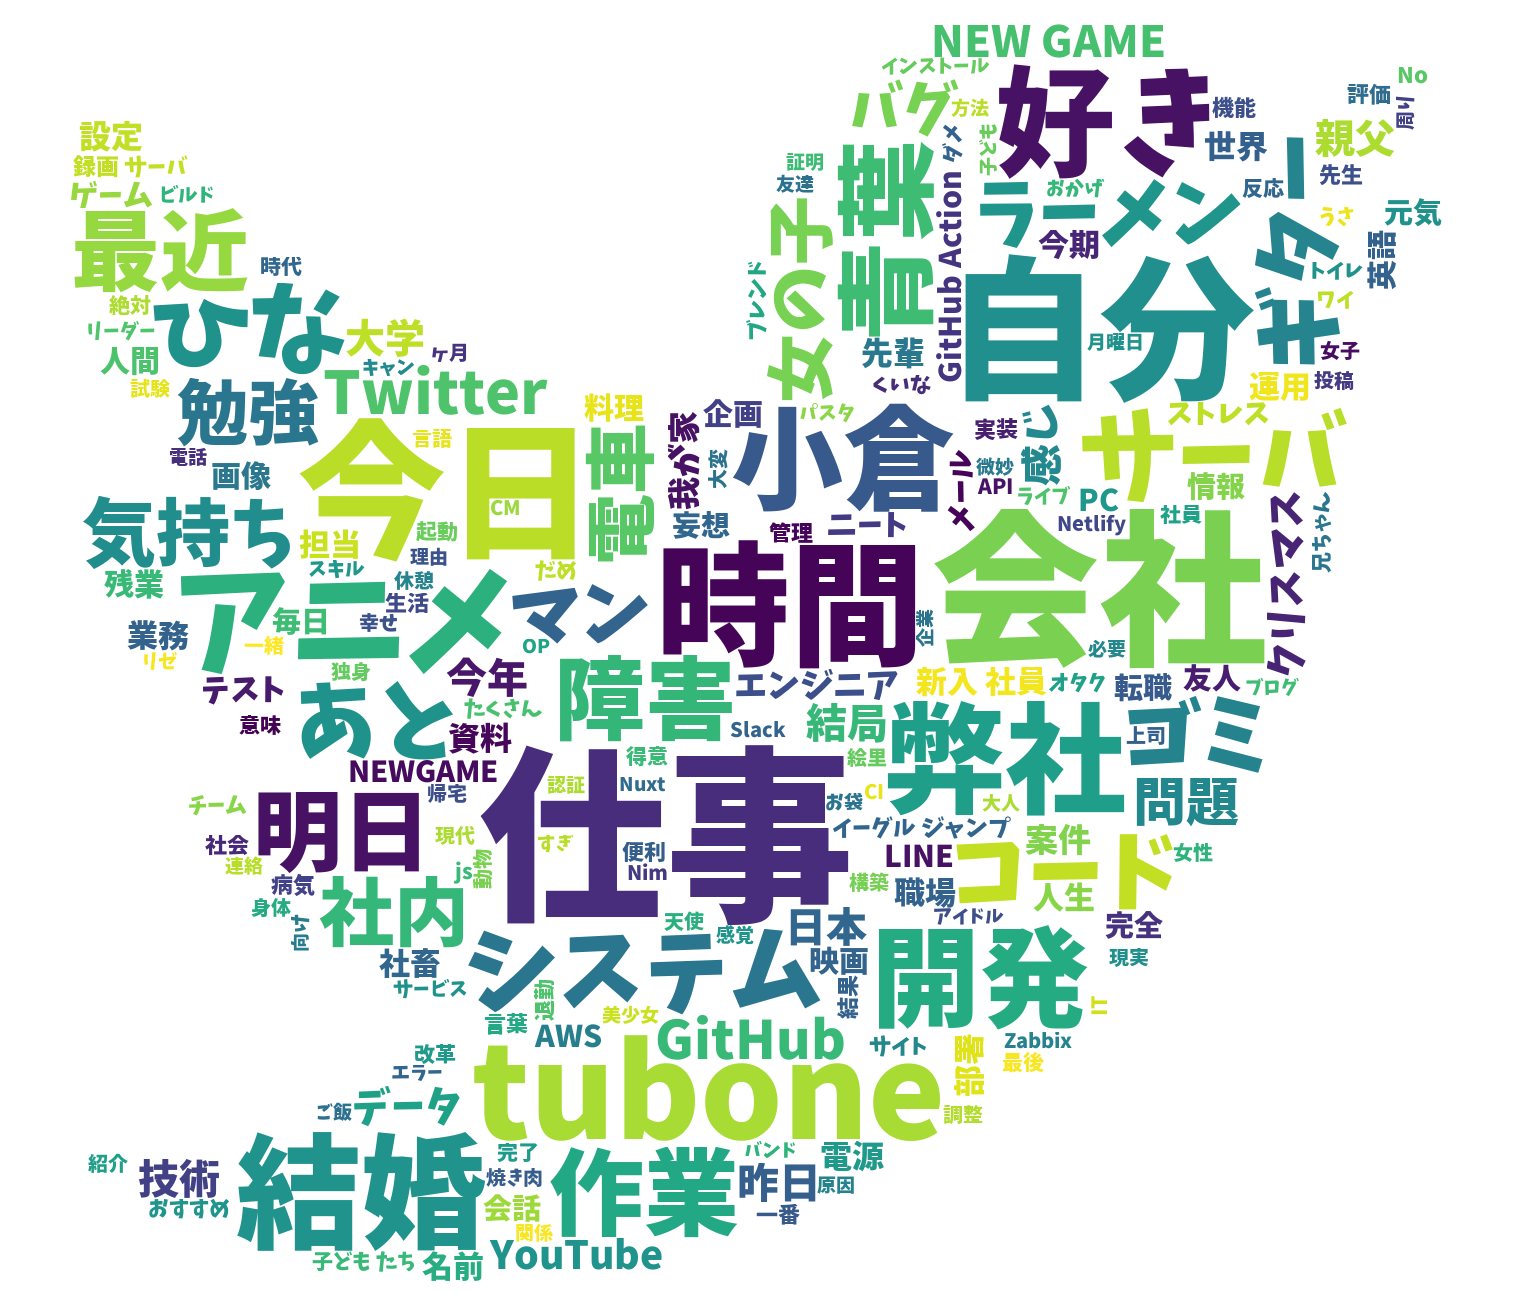 NEW GAME
インストール
No
バグ
好き
方法
機能
評価
周り
設定
ダメ
もど子
世界
親父
録画 サーバ
証明
青葉
先生
ゲーム
ビルド
友達
GitHub Action
ラーメン
おかげ
反応
ギター
うさ
元気
最近
女の子
今期
英語
時代
ブレンド
自分
トイレ
絶対
ひな
ワイ
リーダー
大学
月曜日
人間
ケ月
先輩
女子
キャン
Twitter
くいな
運用
投稿
試験
勉強
料理
企画
パスタ
ストレス
今日
言語
電車
我が家
小倉
実装
感じ
サーバ
電話
画像
大変
メール
微妙
API
ライブ
情報
PC
気持ち
CM
妄想
管理
ニート
Netlify
社員
クリスマス
兄ちゃん
担当
起動
理由
時間
会社
スキル
だめ
残業
アニメ
休憩
生活
マン
業務
毎日
幸せ
企業
リゼ
一緒
OP
必要
独身
今年
障害
エンジニア
新入 社員
オタク
転職
友人
ブログ
テスト
あと
たくさん
意味
資料
Slack
結局
弊社
ゴミ
上司
NEWGAME
仕事
得意
絵里
帰宅
認証
Nuxt
問題
チーム
明日
お袋
CI
大人
社会
現代
すぎ
イーグル ジャンプ
案件
連絡
便利
LINE
コード
女性
病気
js
動物
Nim
構築
職場
人生
身体
社内
アイドル
向け
天使
感覚
日本
完全
社畜
システム
映画
開発
現実
サービス
退勤
美少女
結果
IT
言葉
AWS
GitHub
サイト
Zabbix
改革
部署
最後
エラー
tubone
ご飯
データ
調整
結婚
完了
作業
バンド
電源
紹介
技術
焼き肉
昨日
原因
おすすめ
会話
一番
関係
子ども たち
名前
YouTube